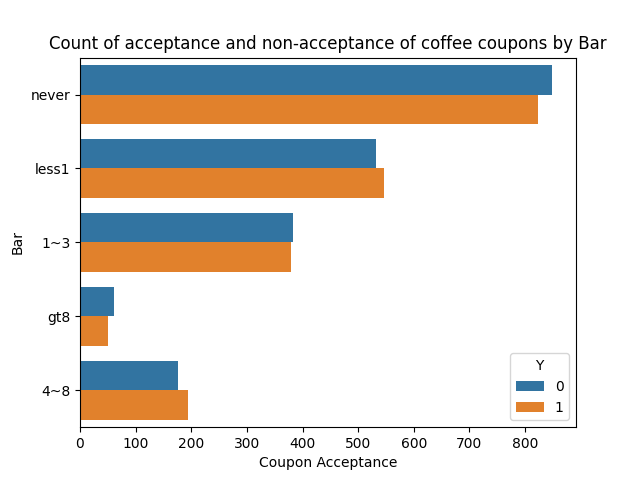 Count of acceptance and non-acceptance of coffee coupons by Bar
never
less1
1~3
gt8
4~8
Bar
0 100 200 300 400 500 600 700 800
Coupon Acceptance
Y
0
1